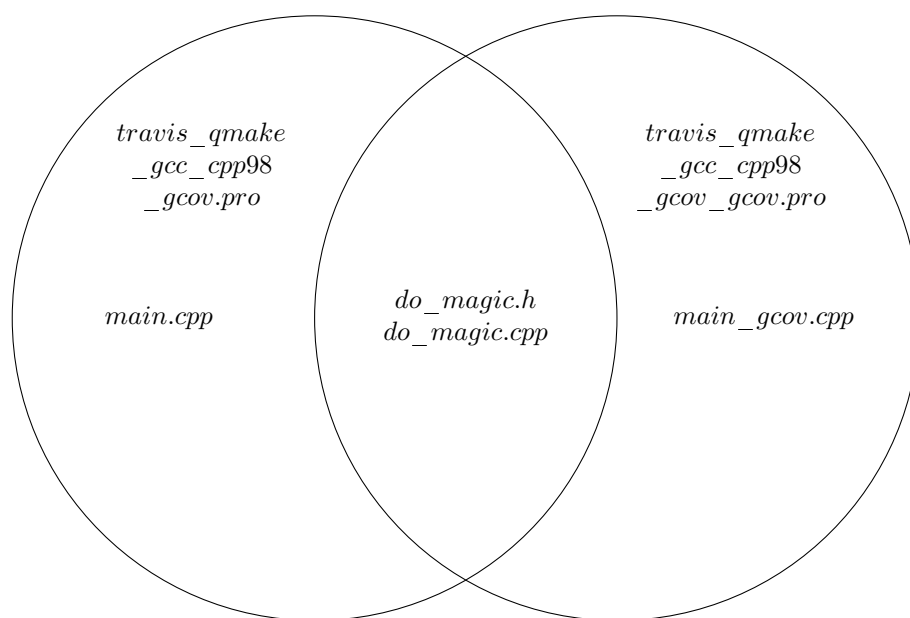 travis_qmake
_gcc_cpp98
_gcov.pro
travis_qmake
_gcc_cpp98
_gcov_gcov.pro
main.cpp
do_magic.h
do_magic.cpp
main_gcov.cpp